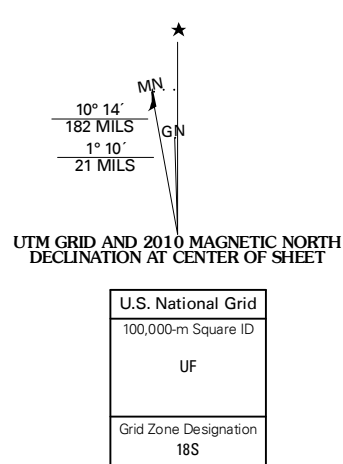 ★
MN
10° 14´
182 MILS
GN
1° 10´
21 MILS
UTM GRID AND 2010 MAGNETIC NORTH
DECLINATION AT CENTER OF SHEET
U.S. National Grid
100,000-m Square ID
UF
Grid Zone Designation
18S